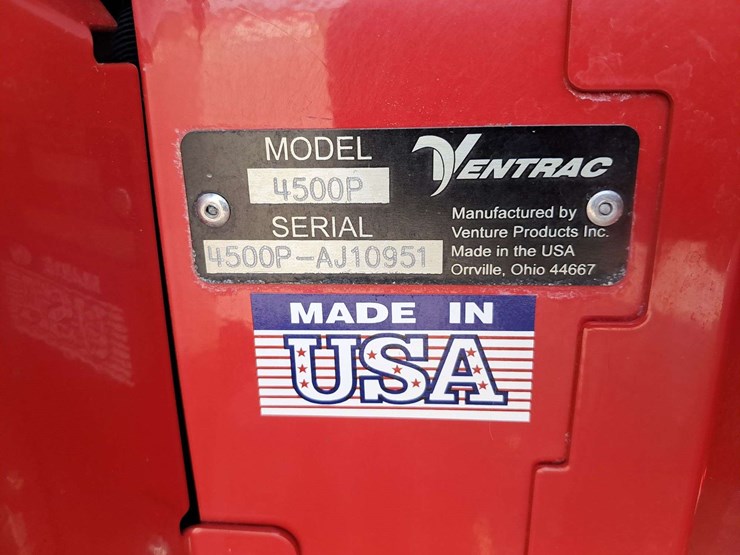 MODEL
4500P
SERIAL
4500P-AJ10951
VENTRAC
Manufactured by
Venture Products Inc.
Made in the USA
Orrville, Ohio 44667
MADE IN
USA